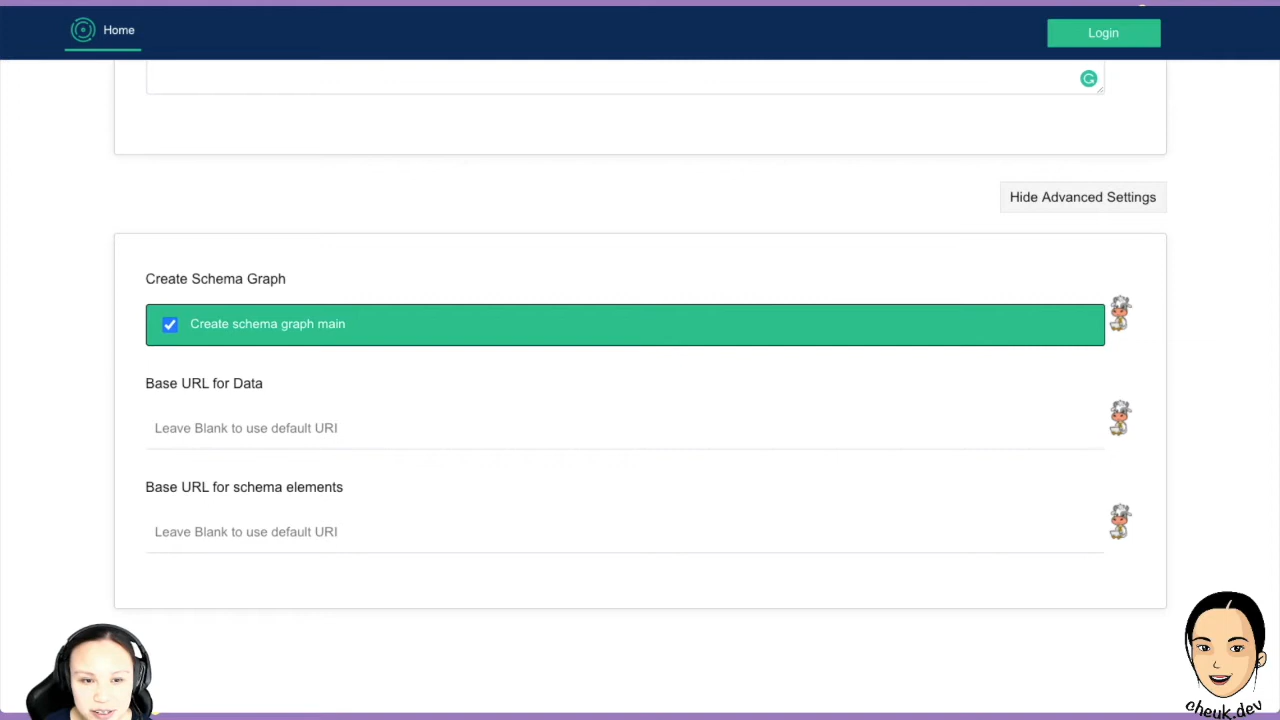 Home
Login
Hide Advanced Settings
Create Schema Graph
Create schema graph main
Base URL for Data
Leave Blank to use default URI
Base URL for schema elements
Leave Blank to use default URI
cheuk.dev